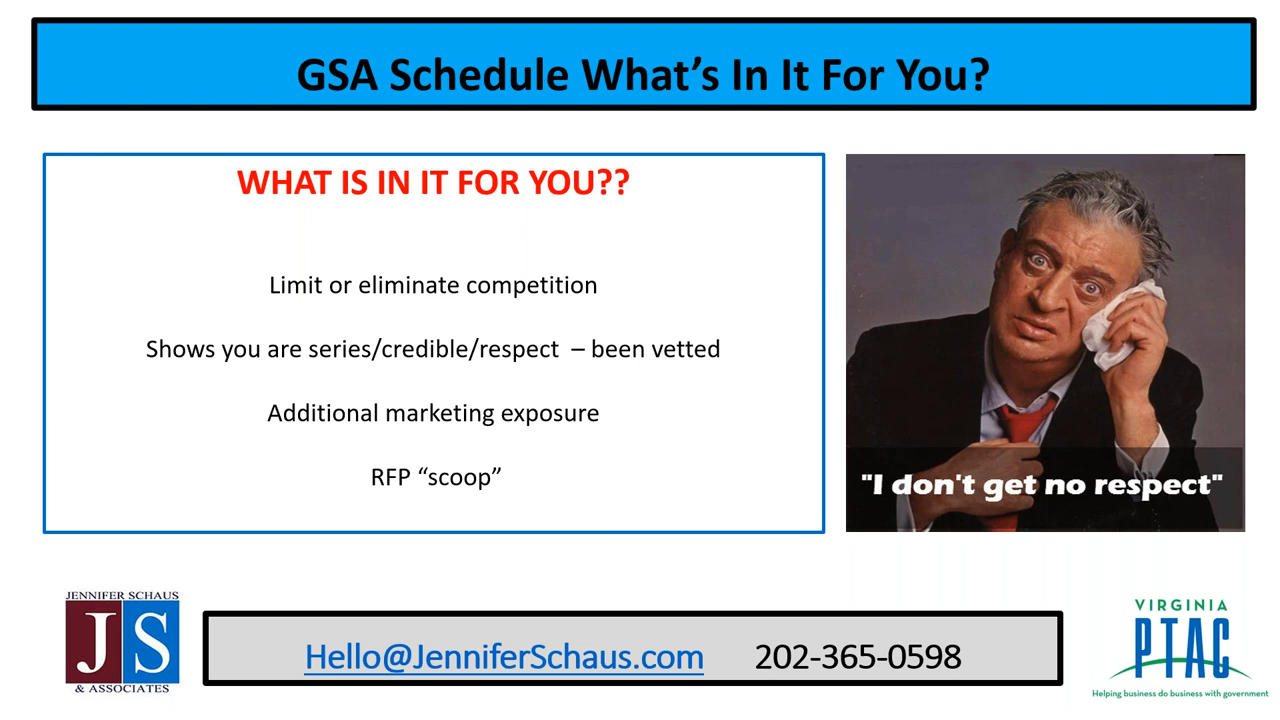 GSA Schedule What's In It For You?
WHAT IS IN IT FOR YOU??
Limit or eliminate competition
Shows you are series/credible/respect – been vetted
Additional marketing exposure
RFP “scoop”
"I don't get no respect"
JENNIFER SCHAUS
JS
& ASSOCIATES
Hello@JenniferSchaus.com 202-365-0598
VIRGINIA
PTAC
Helping business do business with government